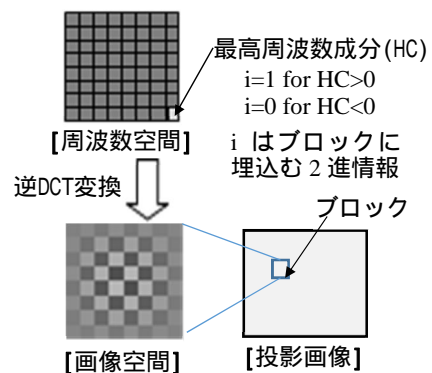 最高周波数成分(HC)
i=1 for HC>0
i=0 for HC<0
[周波数空間]
i はブロックに
埋込む 2 進情報
逆DCT変換
ブロック
[画像空間]
[投影画像]